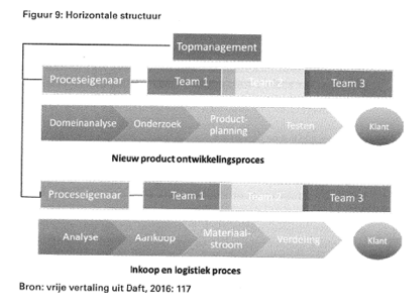 Figuur 9: Horizontale structuur
Topmanagement
Proceseigenaar Team 1 Team 2 Team 3
Domeinanalyse Onderzoek Product-
planning Testen Klant
Nieuw product ontwikkelingsproces
Proceseigenaar Team 1 Team 2 Team 3
Analyse Aankoop Materiaal-
stroom Verdeling Klant
Inkoop en logistiek proces
Bron: vrije vertaling uit Daft, 2016: 117